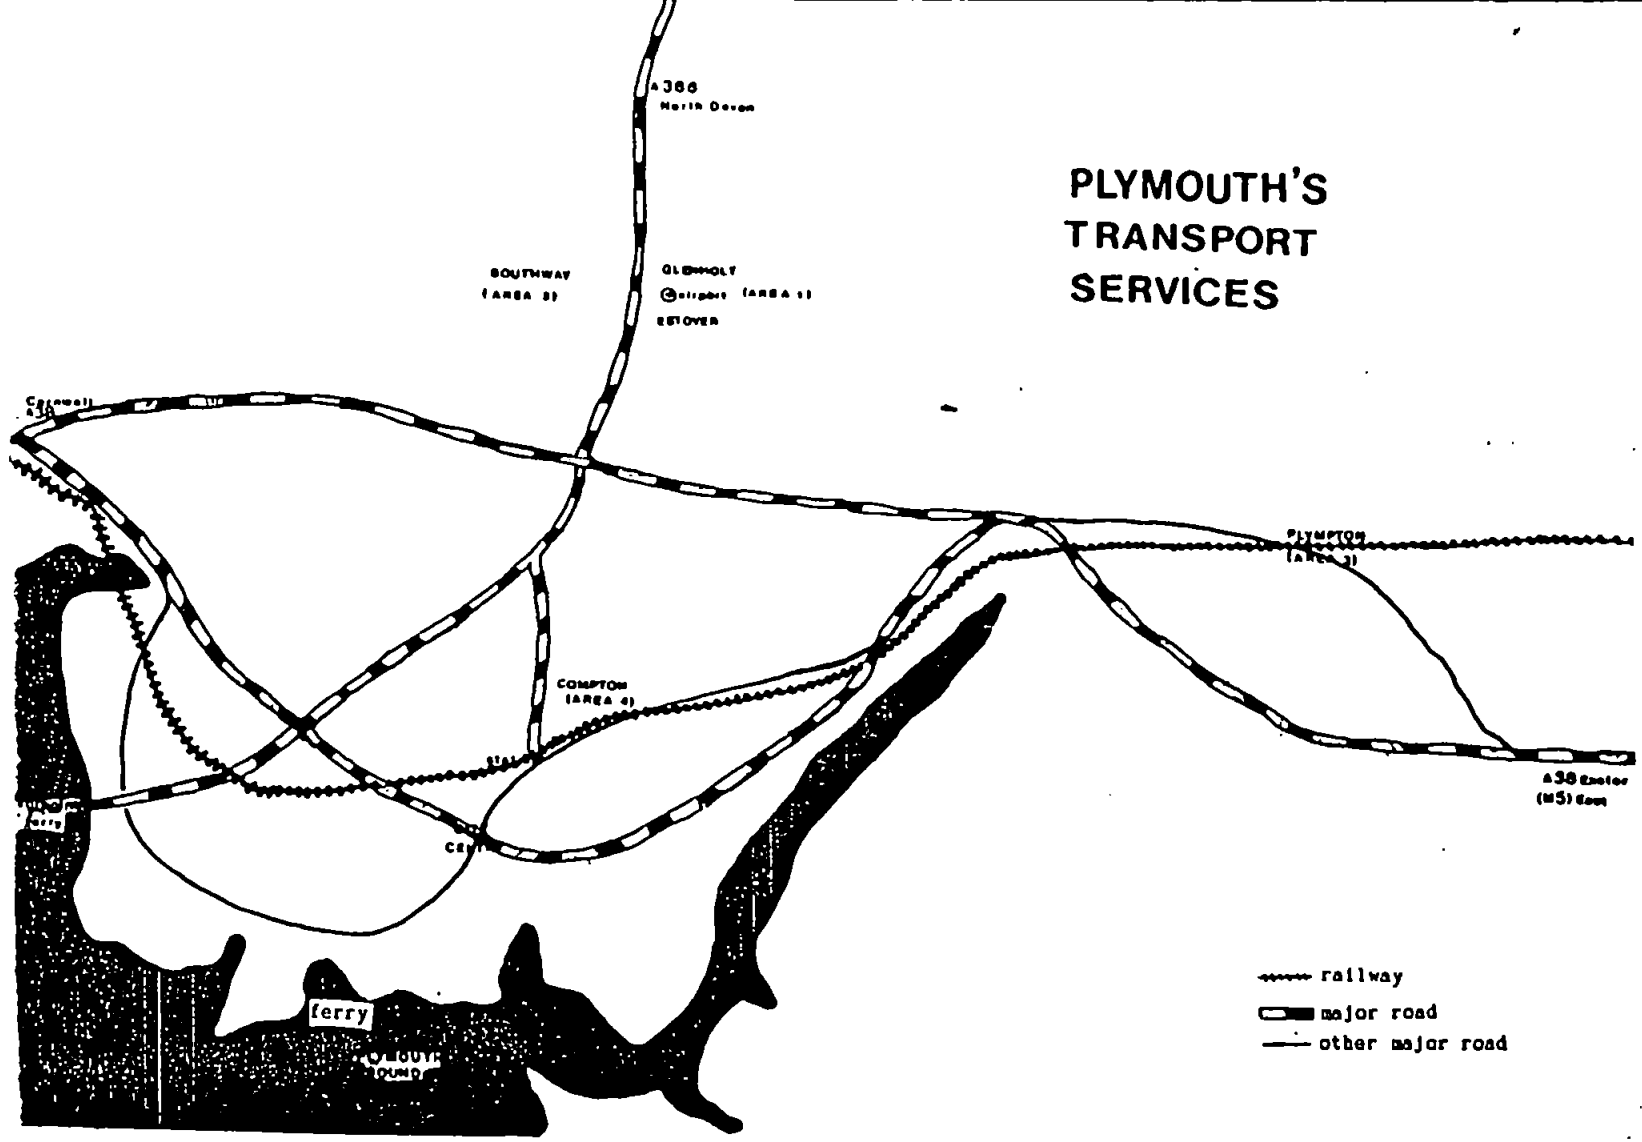 A386
North Devon
PLYMOUTH'S
TRANSPORT
SERVICES
SOUTHWAY
(AREA 3)
GLENHOLT
airport (AREA 1)
ESTOVER
Cornwall
A38
PLYMPTON
(AREA 3)
COMPTON
(AREA 4)
ferry
A38 Exeter
(M5) East
ferry
railway
major road
other major road